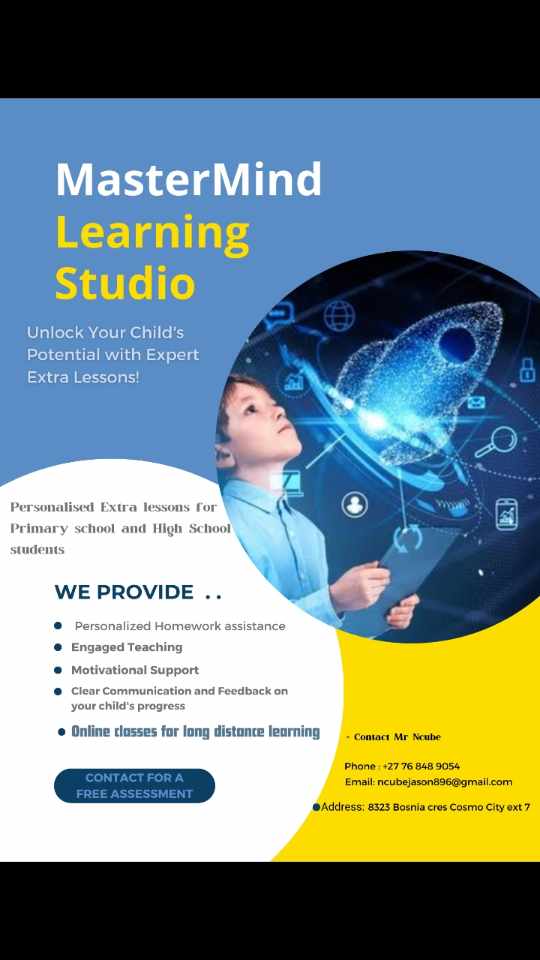 MasterMind
Learning
Studio
Unlock Your Child's
Potential with Expert
Extra Lessons!
Personalised Extra lessons for
Primary school and High School
students
WE PROVIDE . .
Personalized Homework assistance
Engaged Teaching
Motivational Support
Clear Communication and Feedback on
your child's progress
Online classes for long distance learning
CONTACT FOR A
FREE ASSESSMENT
- Contact Mr Ncube
Phone : +27 76 848 9054
Email: ncubejason896@gmail.com
Address: 8323 Bosnia cres Cosmo City ext 7